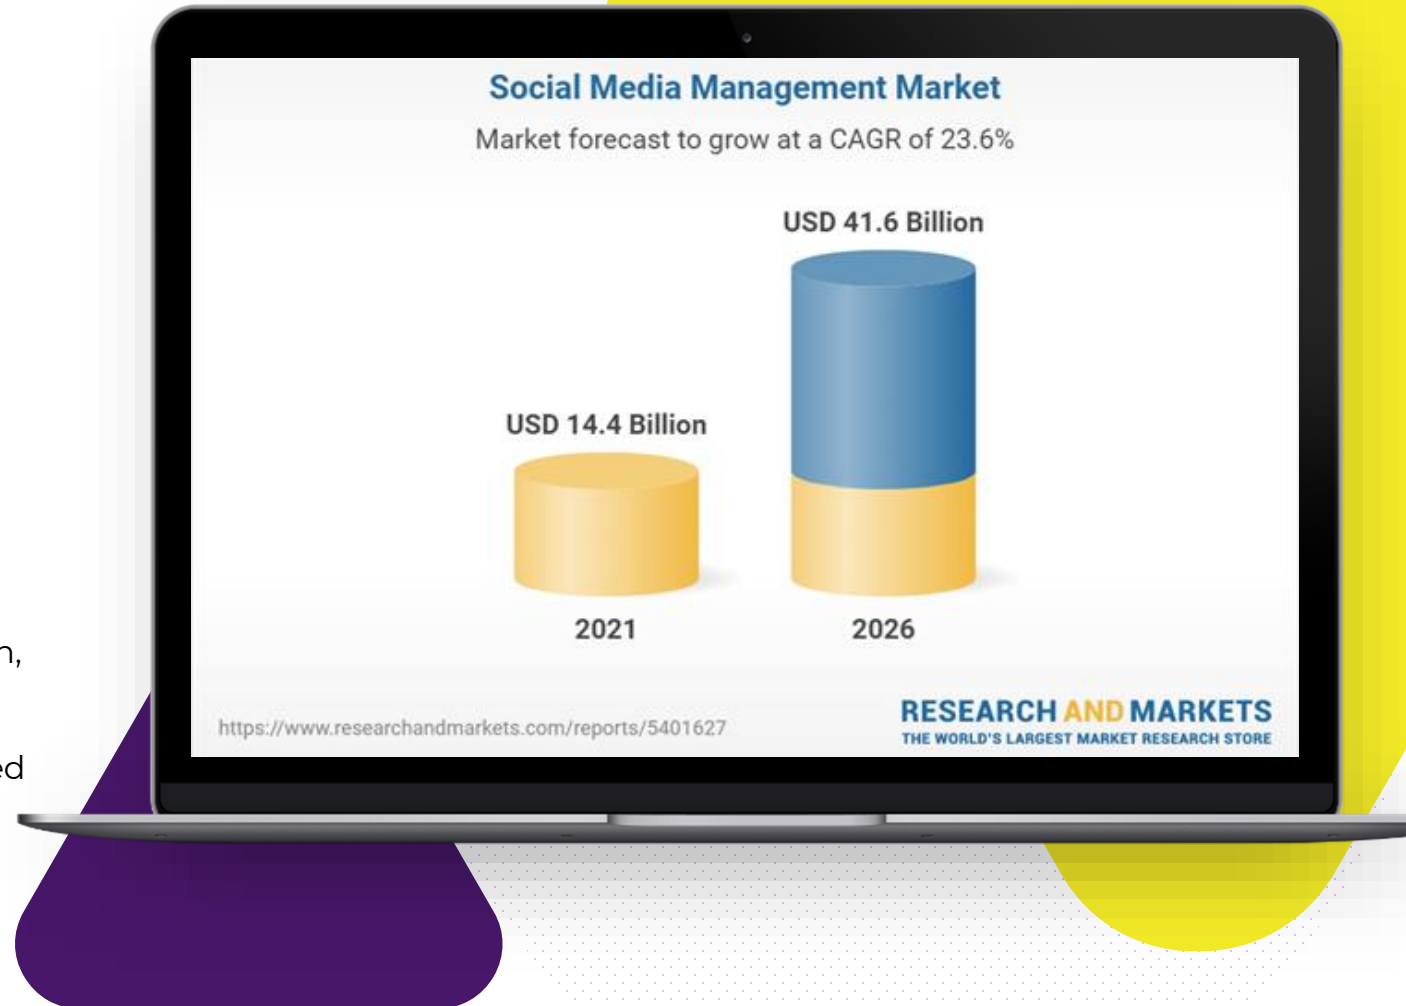 Social Media Management Market
Market forecast to grow at a CAGR of 23.6%
USD 41.6 Billion
USD 14.4 Billion
2021
2026
https://www.researchandmarkets.com/reports/5401627
RESEARCH AND MARKETS
THE WORLD'S LARGEST MARKET RESEARCH STORE